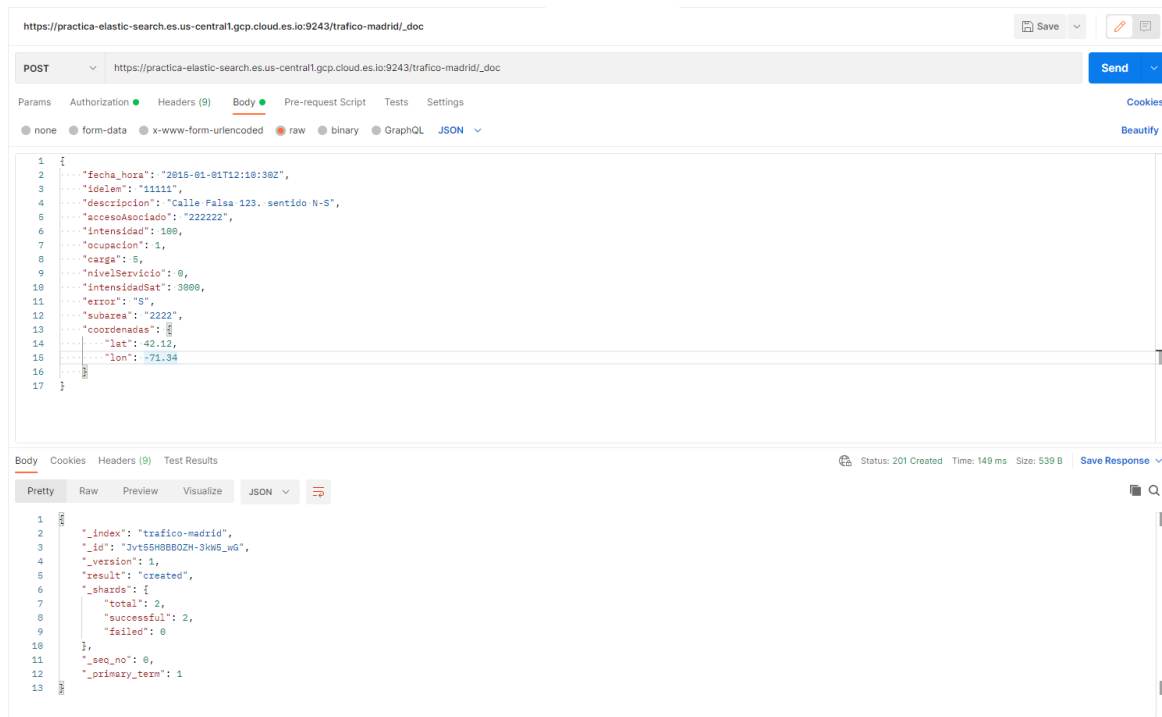 https://practica-elastic-search.es.us-central1.gcp.cloud.es.io:9243/trafico-madrid/_doc
Save
POST https://practica-elastic-search.es.us-central1.gcp.cloud.es.io:9243/trafico-madrid/_doc Send
Params Authorization Headers (9) Body Pre-request Script Tests Settings Cookies
none form-data x-www-form-urlencoded raw binary GraphQL JSON Beautify
1 {
2 "fecha_hora": "2015-01-01T12:10:30Z",
3 "idelem": "11111",
4 "descripcion": "Calle Falsa 123. sentido N-S",
5 "accesoAsociado": "222222",
6 "intensidad": 100,
7 "ocupacion": 1,
8 "carga": 5,
9 "nivelServicio": 0,
10 "intensidadSat": 3000,
11 "error": "S",
12 "subarea": "2222",
13 "coordenadas": {
14 "lat": 42.12,
15 "lon": -71.34
16 }
17 }
Body Cookies Headers (9) Test Results Status: 201 Created Time: 149 ms Size: 539 B Save Response
Pretty Raw Preview Visualize JSON
1 {
2 "_index": "trafico-madrid",
3 "_id": "Jvt55H8BBOZH-3kW5_wG",
4 "_version": 1,
5 "result": "created",
6 "_shards": {
7 "total": 2,
8 "successful": 2,
9 "failed": 0
10 },
11 "_seq_no": 0,
12 "_primary_term": 1
13 }